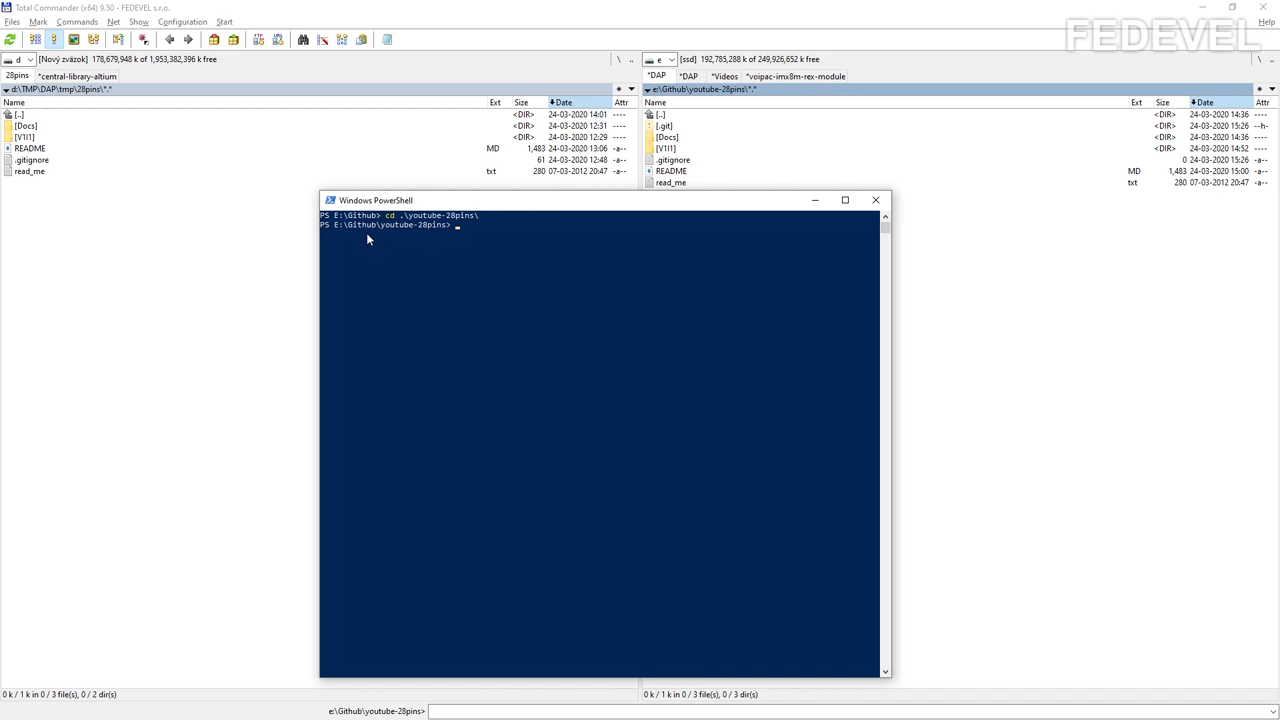 Total Commander (x64) 9.50 - FEDEVEL s.r.o.
Files Mark Commands Net Show Configuration Start Help
FEDEVEL
d [Nový zväzok] 178,679,948 k of 1,953,382,396 k free \ ..
e [ssd] 192,785,288 k of 249,926,652 k free \ ..
28pins *central-library-altium
*DAP *DAP *Videos *voipac-imx8m-rex-module
d:\TMP\DAP\tmp\28pins\*.*
e:\Github\youtube-28pins\*.*
Name Ext Size Date Attr
[..] <DIR> 24-03-2020 14:01 ----
[Docs] <DIR> 24-03-2020 12:31 ----
[V1I1] <DIR> 24-03-2020 12:29 ----
README MD 1,483 24-03-2020 13:06 -a--
.gitignore 61 24-03-2020 12:48 -a--
read_me txt 280 07-03-2012 20:47 -a--
Name Ext Size Date Attr
[..] <DIR> 24-03-2020 14:36 ----
[.git] <DIR> 24-03-2020 15:26 --h-
[Docs] <DIR> 24-03-2020 14:36 ----
[V1I1] <DIR> 24-03-2020 14:52 ----
.gitignore 0 24-03-2020 15:26 -a--
README MD 1,483 24-03-2020 15:00 -a--
read_me txt 280 07-03-2012 20:47 -a--
Windows PowerShell
PS E:\Github> cd .\youtube-28pins\
PS E:\Github\youtube-28pins>
0 k / 1 k in 0 / 3 file(s), 0 / 2 dir(s)
0 k / 1 k in 0 / 3 file(s), 0 / 3 dir(s)
e:\Github\youtube-28pins>